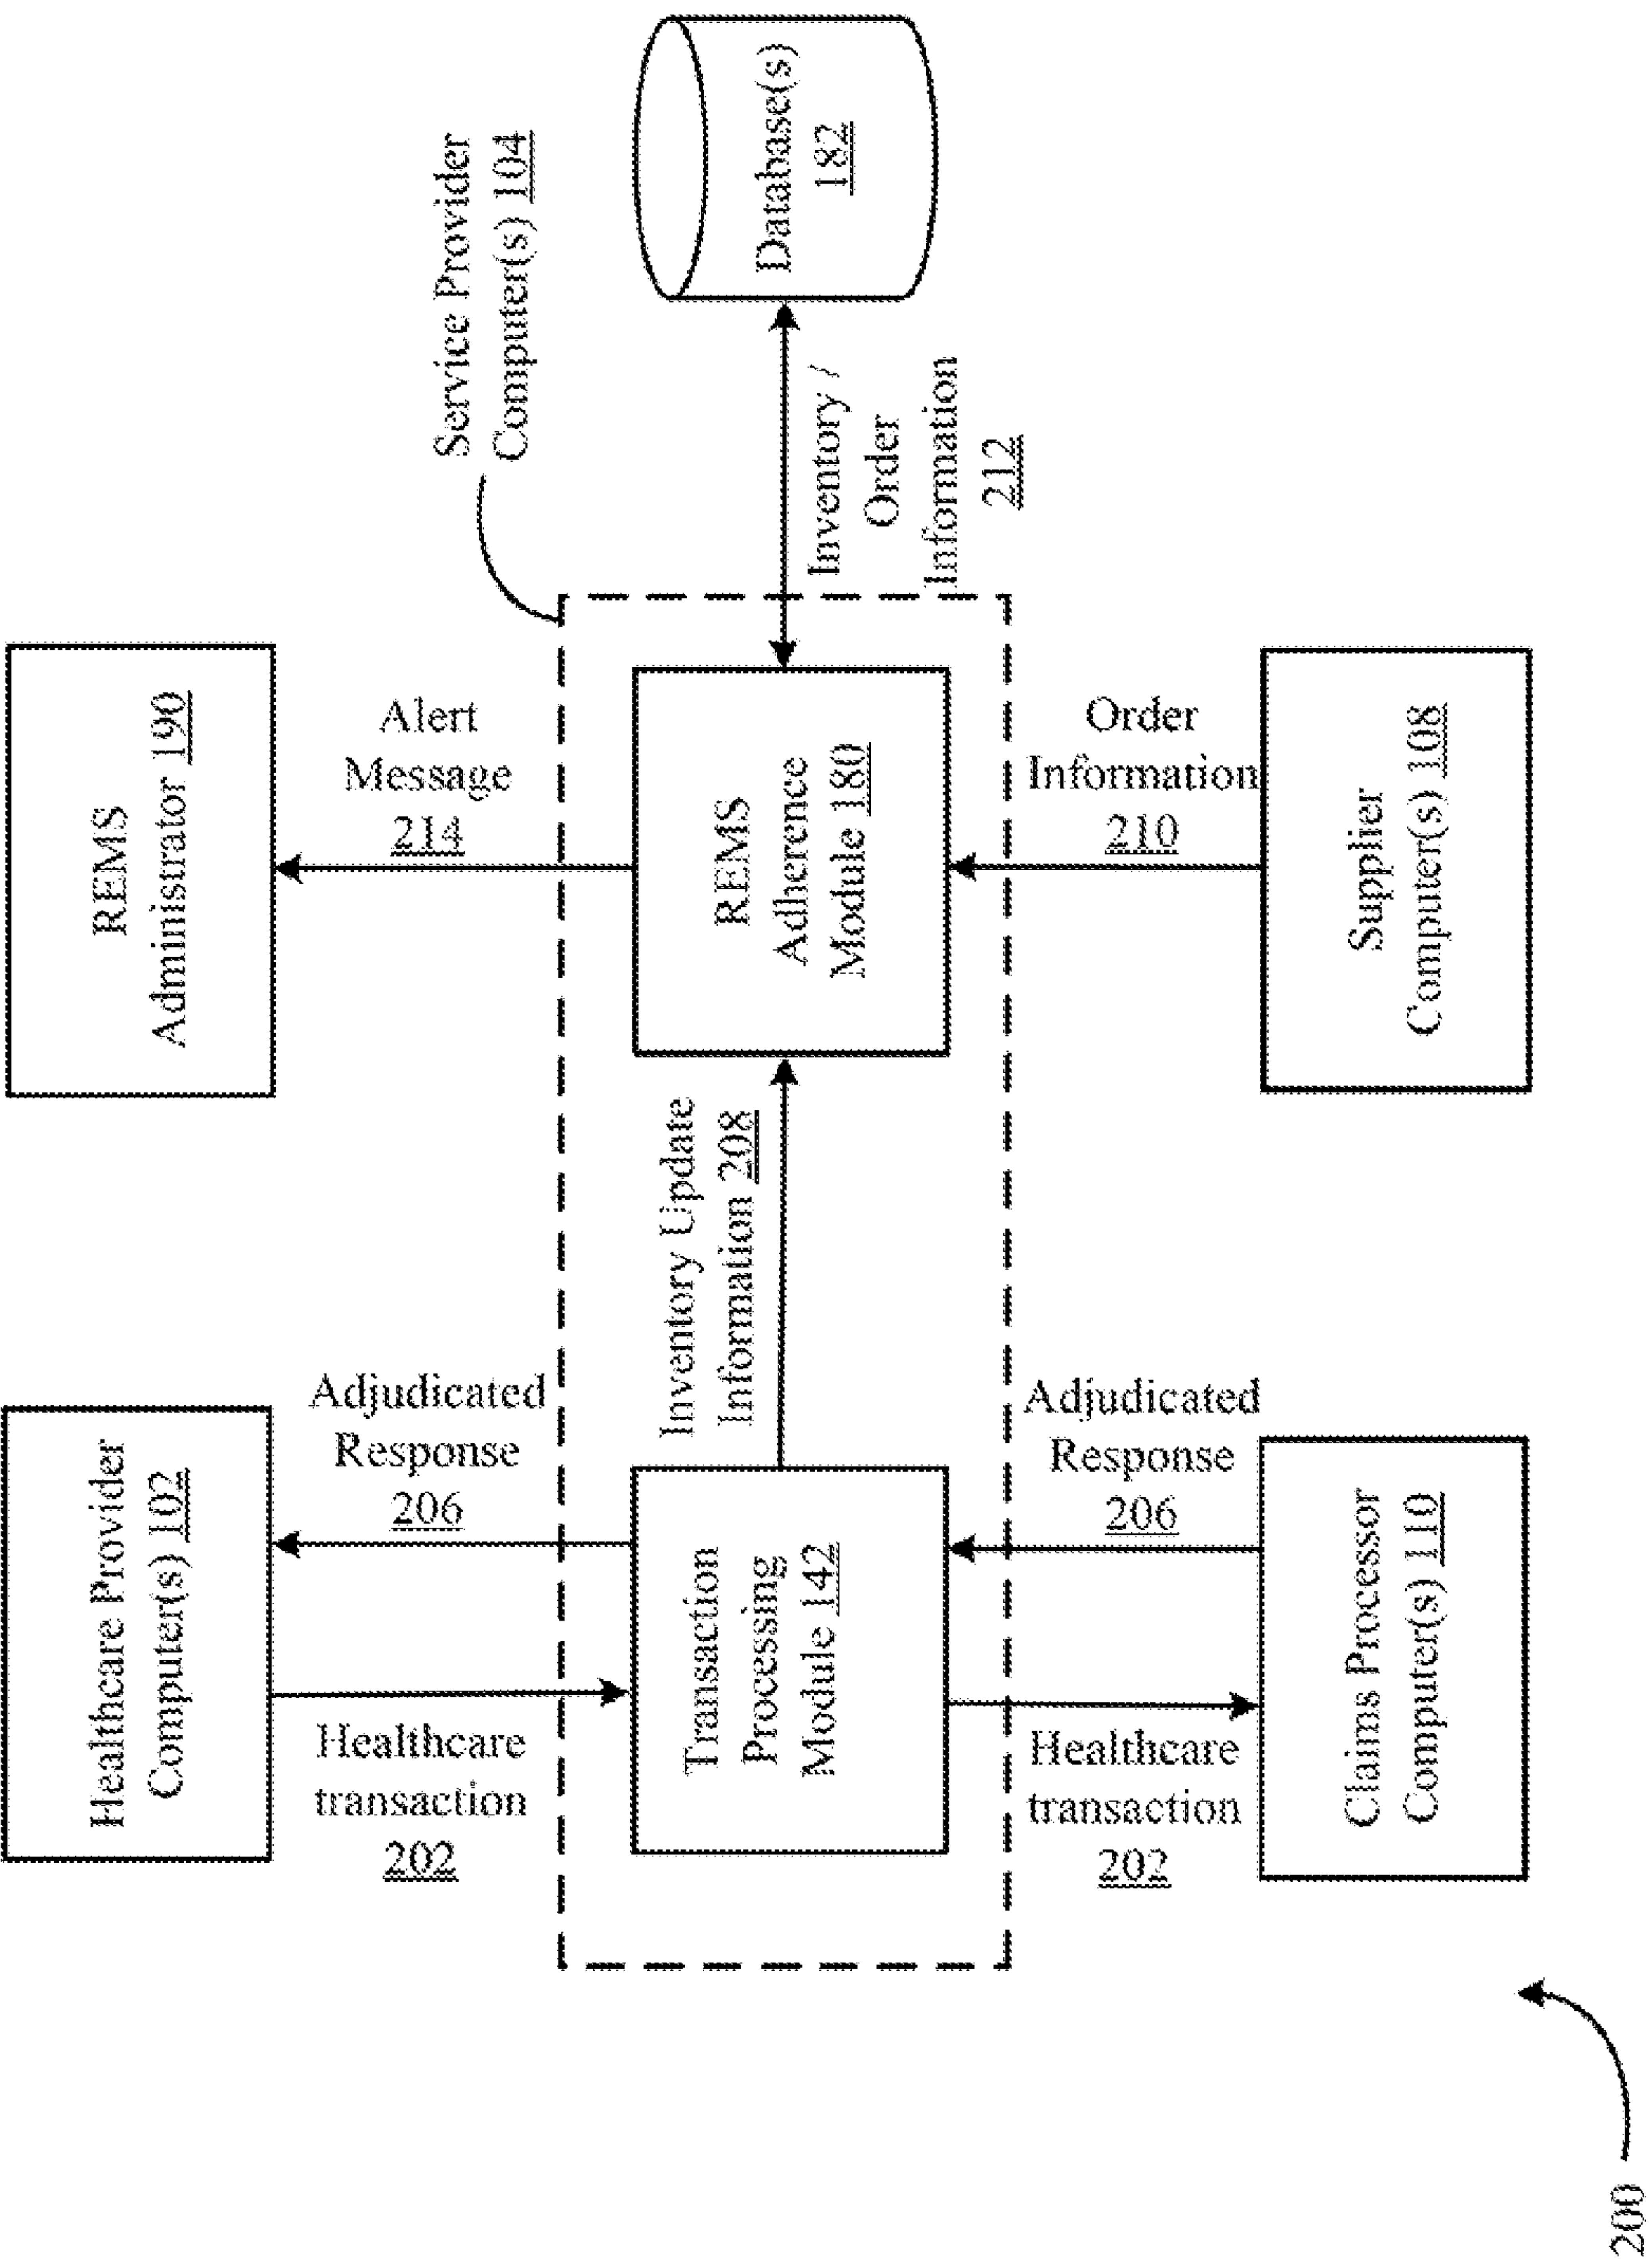 Healthcare Provider
Computer(s) 102
REMS
Administrator 190
Adjudicated
Response
206
Healthcare
transaction
202
Alert
Message
214
Service Provider
Computer(s) 104
Transaction
Processing
Module 142
Inventory Update
Information 208
REMS
Adherence
Module 180
Inventory /
Order
Information
212
Database(s)
182
Adjudicated
Response
206
Healthcare
transaction
202
Order
Information
210
Claims Processor
Computer(s) 110
Supplier
Computer(s) 108
200